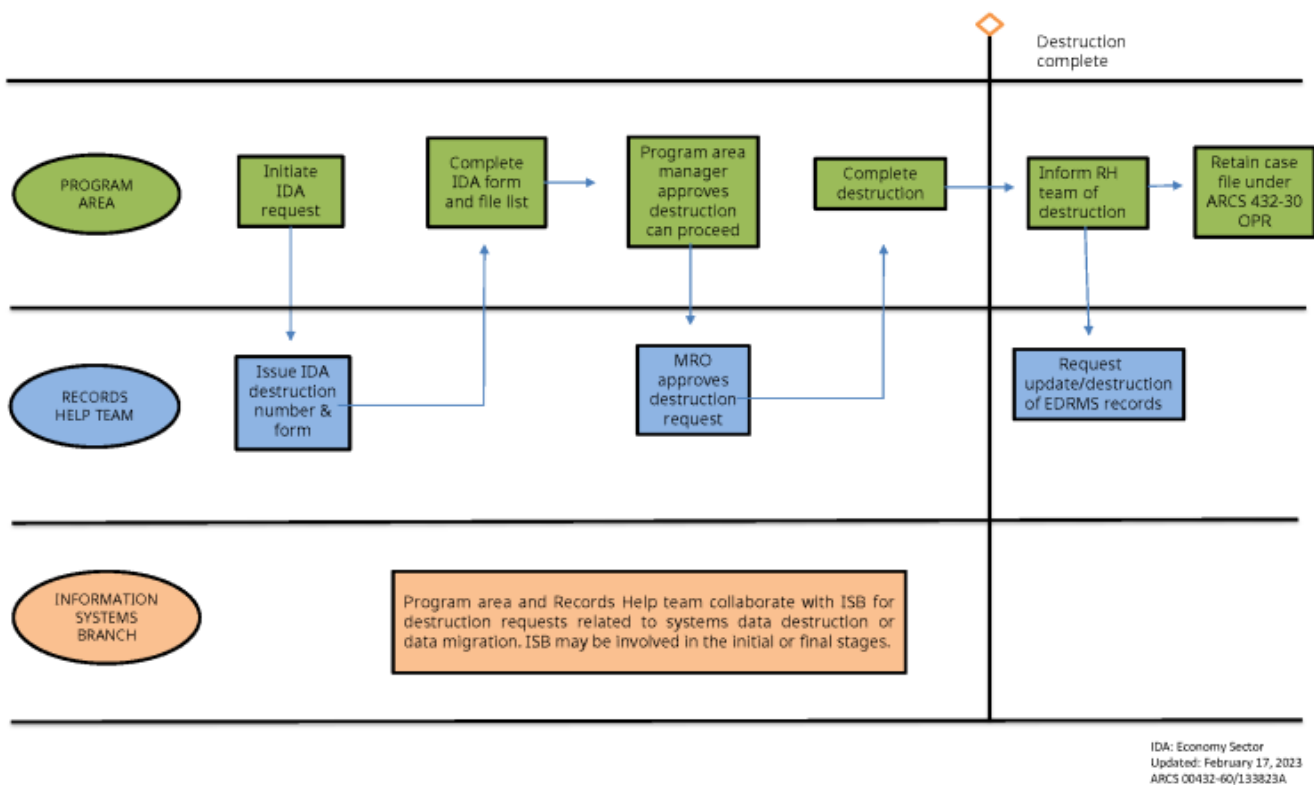 Destruction
complete
PROGRAM
AREA
Initiate
IDA
request
Complete
IDA form
and file list
Program area
manager
approves
destruction
can proceed
Complete
destruction
Inform RH
team of
destruction
Retain case
file under
ARCS 432-30
OPR
RECORDS
HELP TEAM
Issue IDA
destruction
number &
form
MRO
approves
destruction
request
Request
update/destruction
of EDRMS records
INFORMATION
SYSTEMS
BRANCH
Program area and Records Help team collaborate with ISB for
destruction requests related to systems data destruction or
data migration. ISB may be involved in the initial or final stages.
IDA: Economy Sector
Updated: February 17, 2023
ARCS 00432-60/133823A